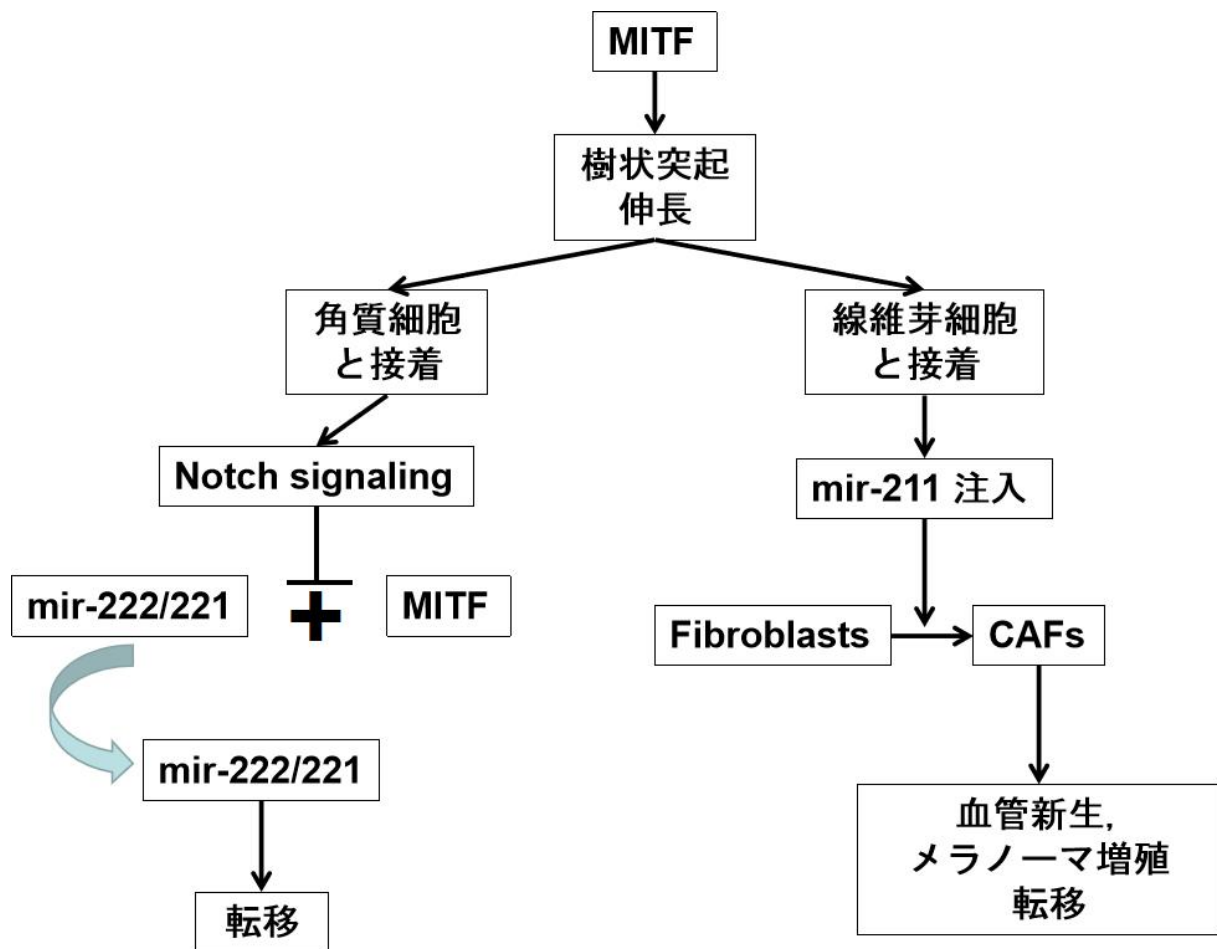 MITF
樹状突起
伸長
角質細胞
と接着
線維芽細胞
と接着
Notch signaling
mir-211 注入
mir-222/221
MITF
Fibroblasts
CAFs
mir-222/221
血管新生,
メラノーマ増殖
転移
転移